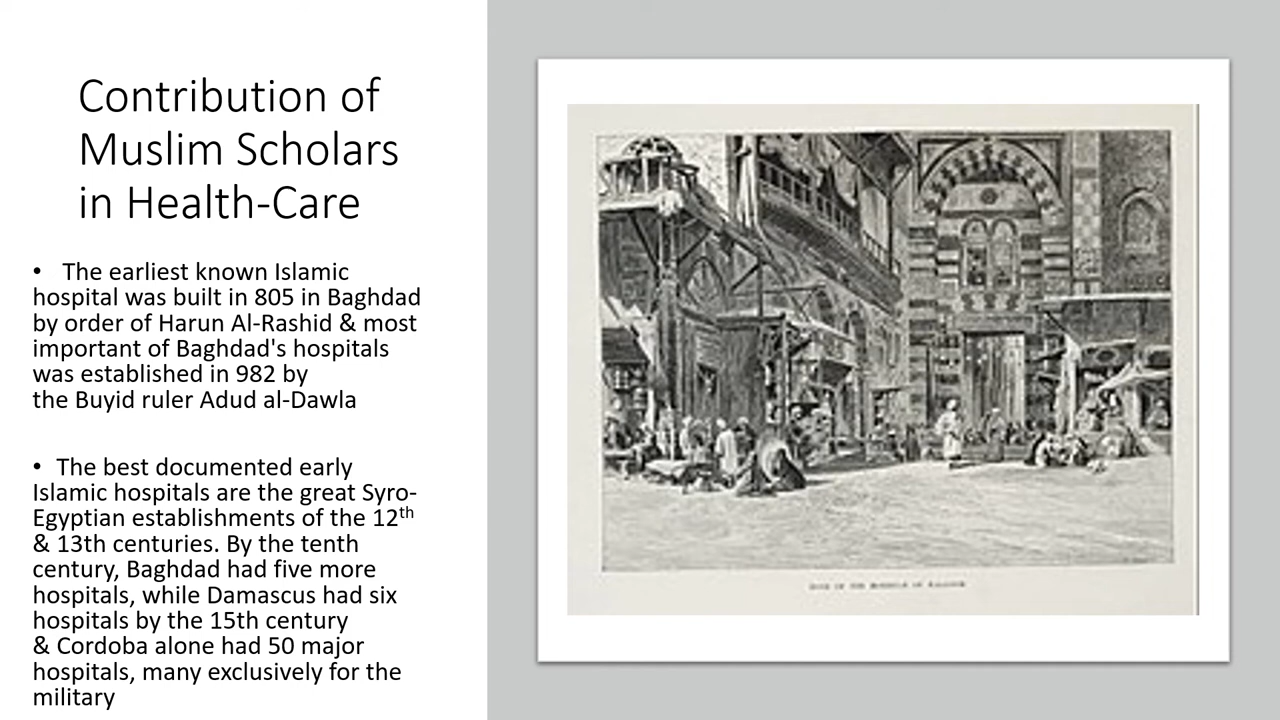 Contribution of
Muslim Scholars
in Health-Care
• The earliest known Islamic
hospital was built in 805 in Baghdad
by order of Harun Al-Rashid & most
important of Baghdad's hospitals
was established in 982 by
the Buyid ruler Adud al-Dawla
• The best documented early
Islamic hospitals are the great Syro-
Egyptian establishments of the 12th
& 13th centuries. By the tenth
century, Baghdad had five more
hospitals, while Damascus had six
hospitals by the 15th century
& Cordoba alone had 50 major
hospitals, many exclusively for the
military